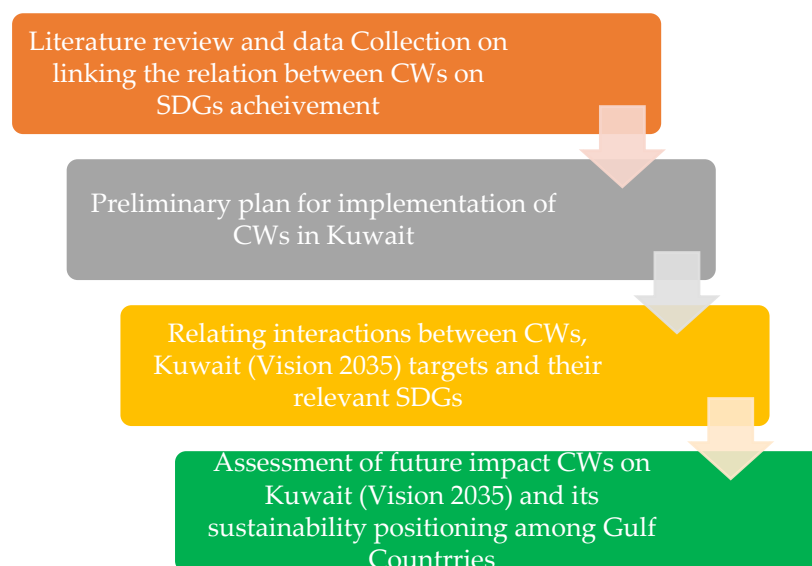 Literature review and data Collection on
linking the relation between CWs on
SDGs acheivement
Preliminary plan for implementation of
CWs in Kuwait
Relating interactions between CWs,
Kuwait (Vision 2035) targets and their
relevant SDGs
Assessment of future impact CWs on
Kuwait (Vision 2035) and its
sustainability positioning among Gulf
Countrries